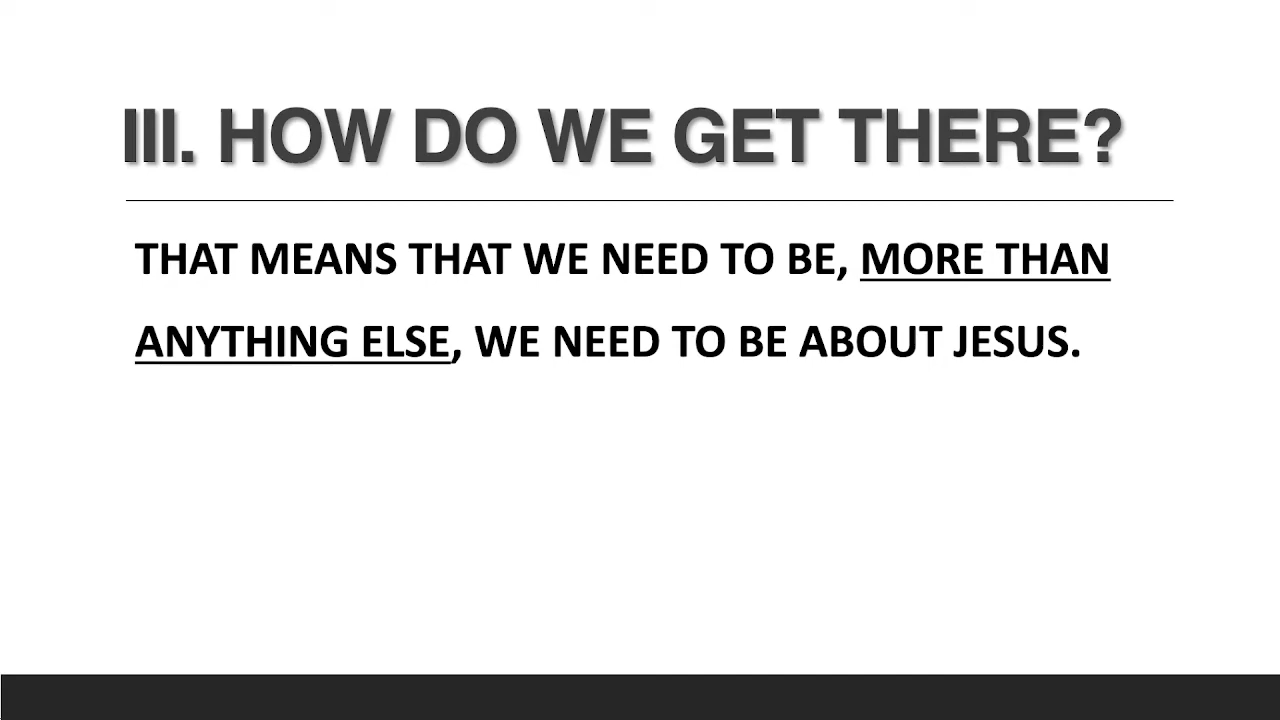 III. HOW DO WE GET THERE?
THAT MEANS THAT WE NEED TO BE, MORE THAN
ANYTHING ELSE, WE NEED TO BE ABOUT JESUS.